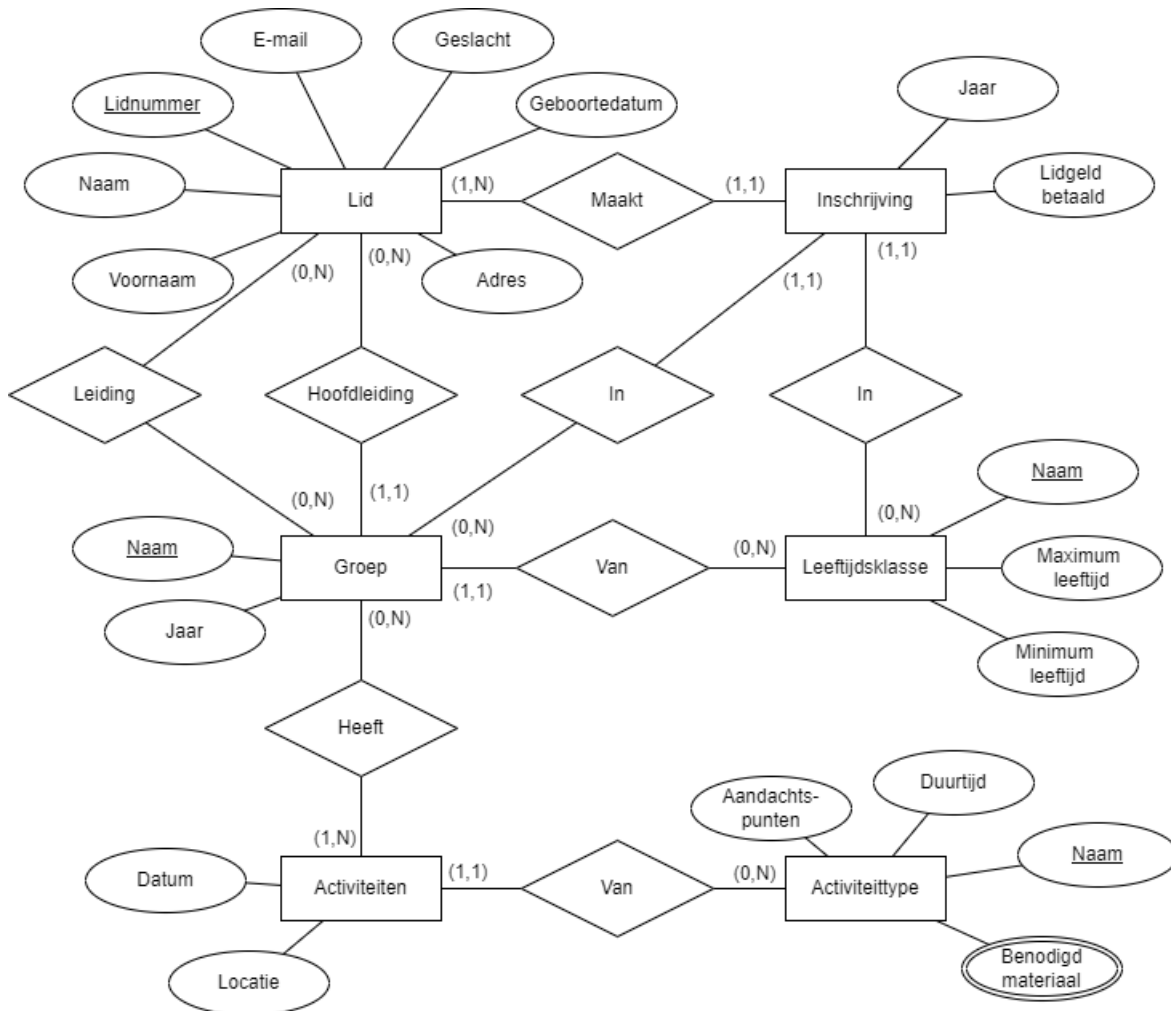 E-mail
Geslacht
Lidnummer
Geboortedatum
Jaar
Naam
Lid
(1,N)
Maakt
(1,1)
Inschrijving
Lidgeld
betaald
Voornaam
(0,N)
(0,N)
Adres
(1,1)
(1,1)
Leiding
Hoofdleiding
In
In
(0,N)
(1,1)
Naam
(0,N)
(0,N)
Naam
Groep
(1,1)
Van
(0,N)
Leeftijdsklasse
Maximum
leeftijd
Jaar
(0,N)
Minimum
leeftijd
Heeft
Aandachts-
punten
Duurtijd
(1,N)
Datum
Activiteiten
(1,1)
Van
(0,N)
Activiteittype
Naam
Locatie
Benodigd
materiaal